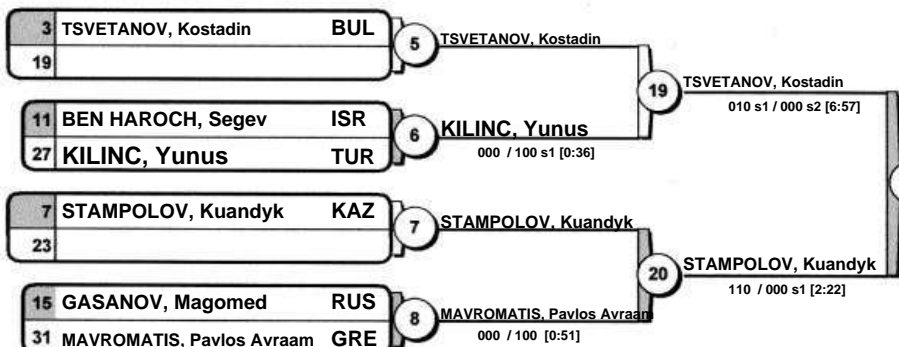 3 TSVETANOV, Kostadin BUL
19
5
TSVETANOV, Kostadin
11 BEN HAROCH, Segev ISR
27 KILINC, Yunus TUR
6
KILINC, Yunus
000 / 100 s1 [0:36]
19
TSVETANOV, Kostadin
010 s1 / 000 s2 [6:57]
7 STAMPOLOV, Kuandyk KAZ
23
7
STAMPOLOV, Kuandyk
15 GASANOV, Magomed RUS
31 MAVROMATIS, Pavlos Avraam GRE
8
MAVROMATIS, Pavlos Avraam
000 / 100 [0:51]
20
STAMPOLOV, Kuandyk
110 / 000 s1 [2:22]